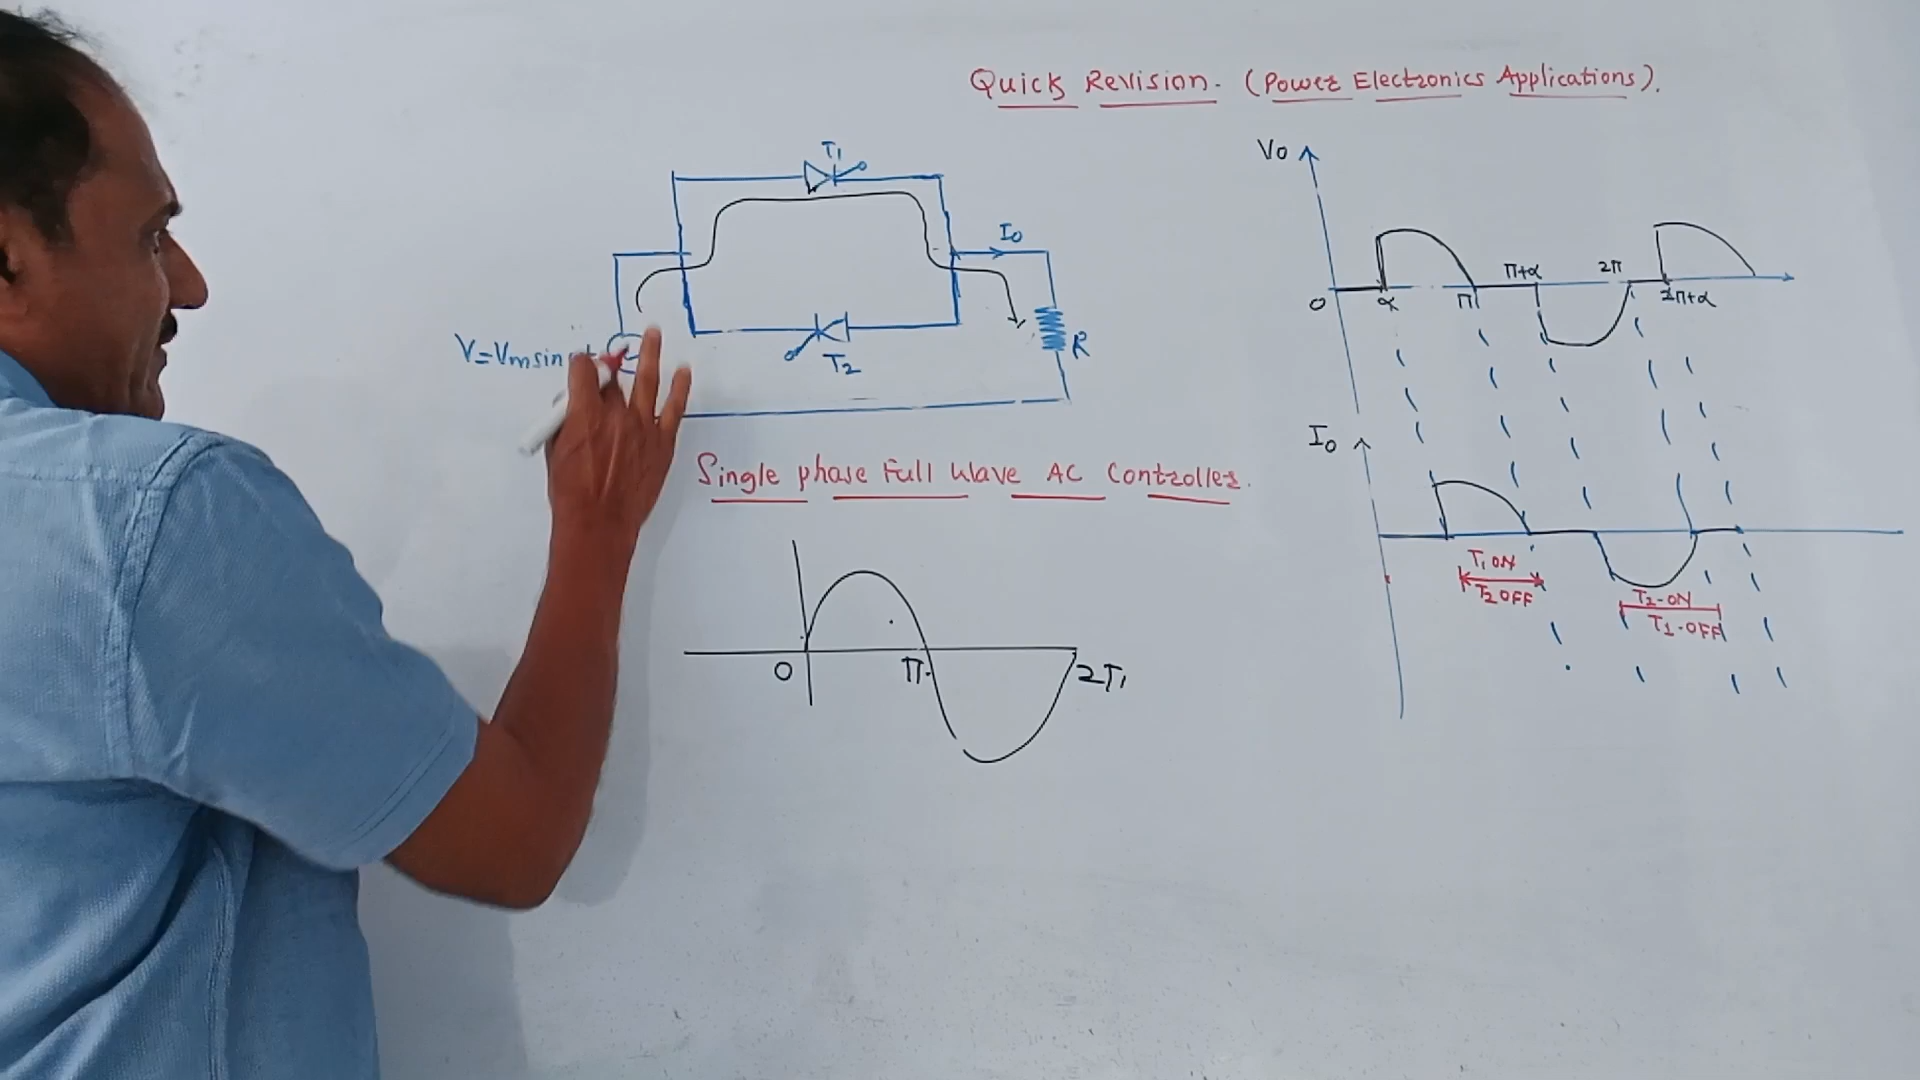 Quick Revision. (Power Electronics Applications).
T1
Io
V=Vmsin
T2
R
Single phase Full Wave AC Controller.
0
π
2π
Vo
0
α
π
π+α
2π
2π+α
Io
T1 ON
T2 OFF
T2-ON
T1-OFF